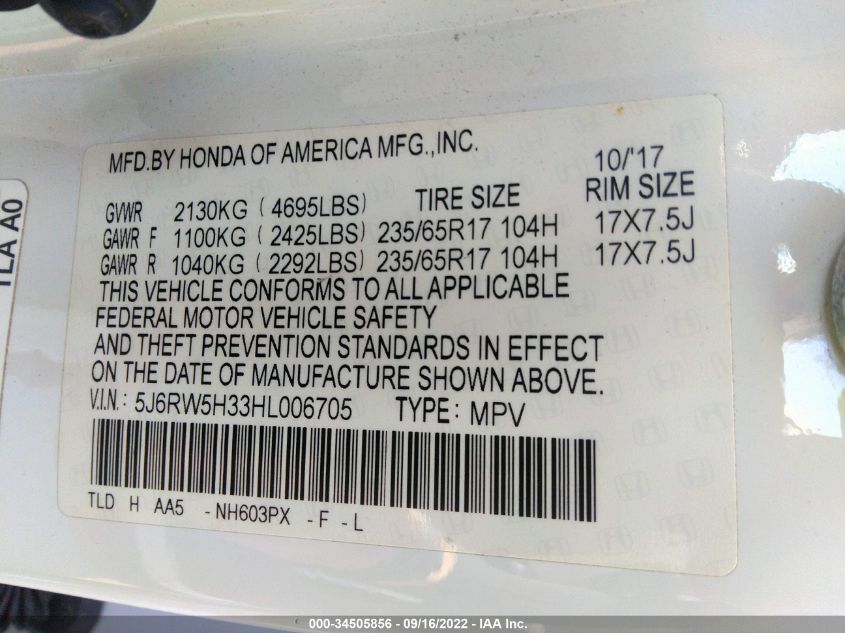 MFD.BY HONDA OF AMERICA MFG.,INC. 10/'17
GVWR 2130KG (4695LBS) TIRE SIZE RIM SIZE
GAWR F 1100KG (2425LBS) 235/65R17 104H 17X7.5J
GAWR R 1040KG (2292LBS) 235/65R17 104H 17X7.5J
THIS VEHICLE CONFORMS TO ALL APPLICABLE
FEDERAL MOTOR VEHICLE SAFETY
AND THEFT PREVENTION STANDARDS IN EFFECT
ON THE DATE OF MANUFACTURE SHOWN ABOVE.
V.I.N.: 5J6RW5H33HL006705 TYPE: MPV
TLD H AA5 -NH603PX -F -L
TLA A0
000-34505856 - 09/16/2022 - IAA Inc.